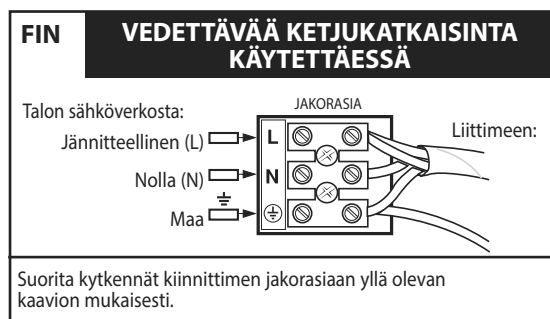 FIN
VEDETTÄVÄÄ KETJUKATKAISINTA
KÄYTETTÄESSÄ
Talon sähköverkosta:
JAKORASIA
Jännitteellinen (L)
L
Liittimeen:
Nolla (N)
N
Maa
Suorita kytkennät kiinnittimen jakorasiaan yllä olevan
kaavion mukaisesti.